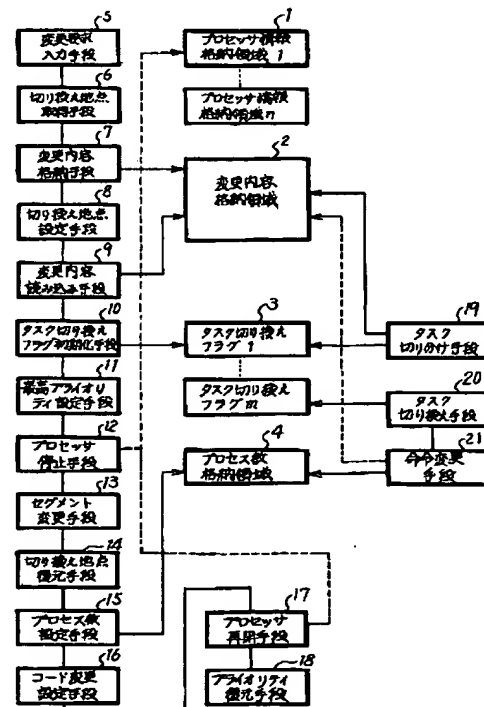 5
変更要求
入力手段
6
切り換え地点
取得手段
7
変更内容
格納手段
8
切り換え地点
設定手段
9
変更内容
読み込み手段
10
タスク切り換え
フラグ初期化手段
11
最高プライオリ
ティ設定手段
12
プロセッサ
停止手段
13
セグメント
変更手段
14
切り換え地点
復元手段
15
プロセス数
設定手段
16
コード変更
設定手段
1
プロセッサ情報
格納領域1
プロセッサ情報
格納領域n
2
変更内容
格納領域
3
タスク切り換え
フラグ1
タスク切り換え
フラグm
4
プロセス数
格納領域
17
プロセッサ
再開手段
18
プライオリティ
復元手段
19
タスク
切り分け手段
20
タスク
切り換え手段
21
命令変更
手段